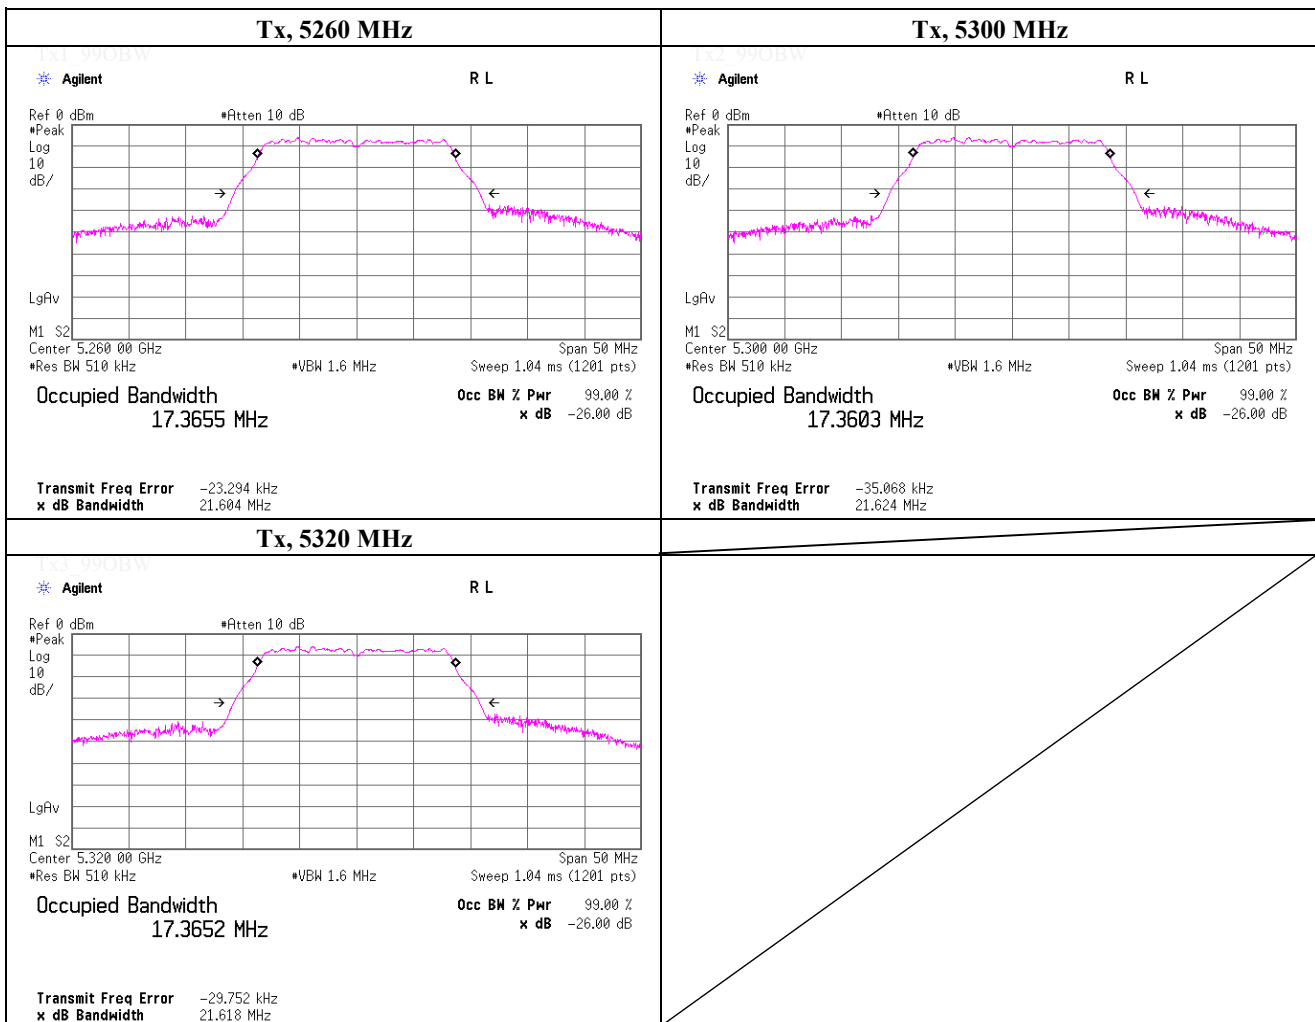 Tx, 5260 MHz
Tx1_99OBW
Agilent
R L
Ref 0 dBm
#Atten 10 dB
#Peak
Log
10
dB/
LgAv
M1 S2
Center 5.260 00 GHz
Span 50 MHz
#Res BW 510 kHz
#VBW 1.6 MHz
Sweep 1.04 ms (1201 pts)
Occupied Bandwidth
17.3655 MHz
Occ BW % Pwr 99.00 %
x dB -26.00 dB
Transmit Freq Error -23.294 kHz
x dB Bandwidth 21.604 MHz
Tx, 5300 MHz
Tx2_99OBW
Agilent
R L
Ref 0 dBm
#Atten 10 dB
#Peak
Log
10
dB/
LgAv
M1 S2
Center 5.300 00 GHz
Span 50 MHz
#Res BW 510 kHz
#VBW 1.6 MHz
Sweep 1.04 ms (1201 pts)
Occupied Bandwidth
17.3603 MHz
Occ BW % Pwr 99.00 %
x dB -26.00 dB
Transmit Freq Error -35.068 kHz
x dB Bandwidth 21.624 MHz
Tx, 5320 MHz
Tx3_99OBW
Agilent
R L
Ref 0 dBm
#Atten 10 dB
#Peak
Log
10
dB/
LgAv
M1 S2
Center 5.320 00 GHz
Span 50 MHz
#Res BW 510 kHz
#VBW 1.6 MHz
Sweep 1.04 ms (1201 pts)
Occupied Bandwidth
17.3652 MHz
Occ BW % Pwr 99.00 %
x dB -26.00 dB
Transmit Freq Error -29.752 kHz
x dB Bandwidth 21.618 MHz